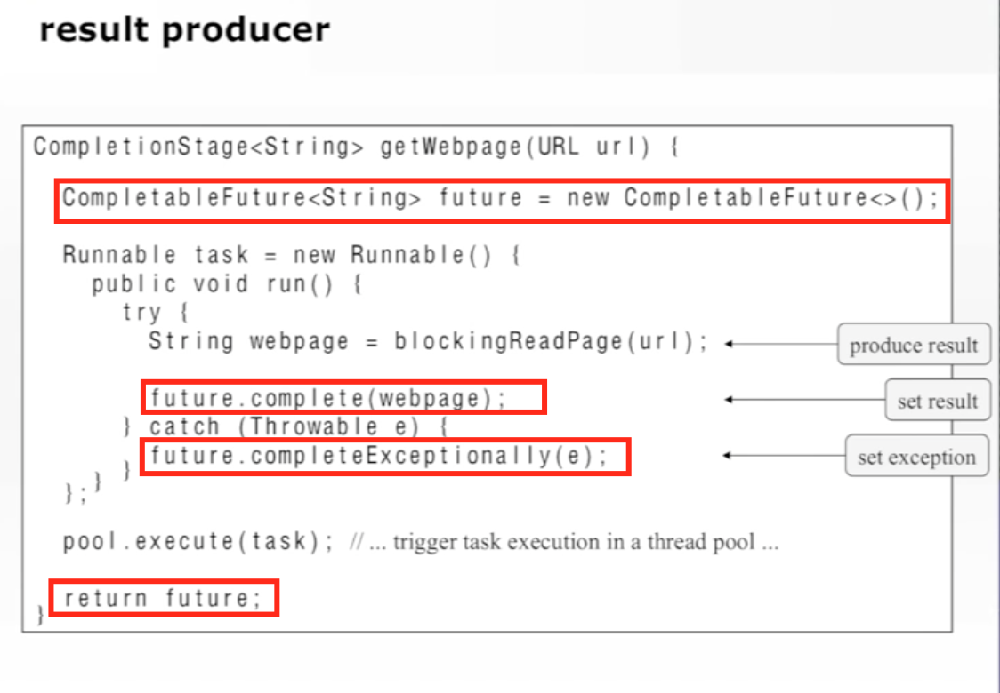 result producer
CompletionStage<String> getWebpage(URL url) {
CompletableFuture<String> future = new CompletableFuture<>();
Runnable task = new Runnable() {
public void run() {
try {
String webpage = blockingReadPage(url);
produce result
future.complete(webpage);
set result
} catch (Throwable e) {
future.completeExceptionally(e);
set exception
}
}
};
pool.execute(task); // ... trigger task execution in a thread pool ...
return future;
}